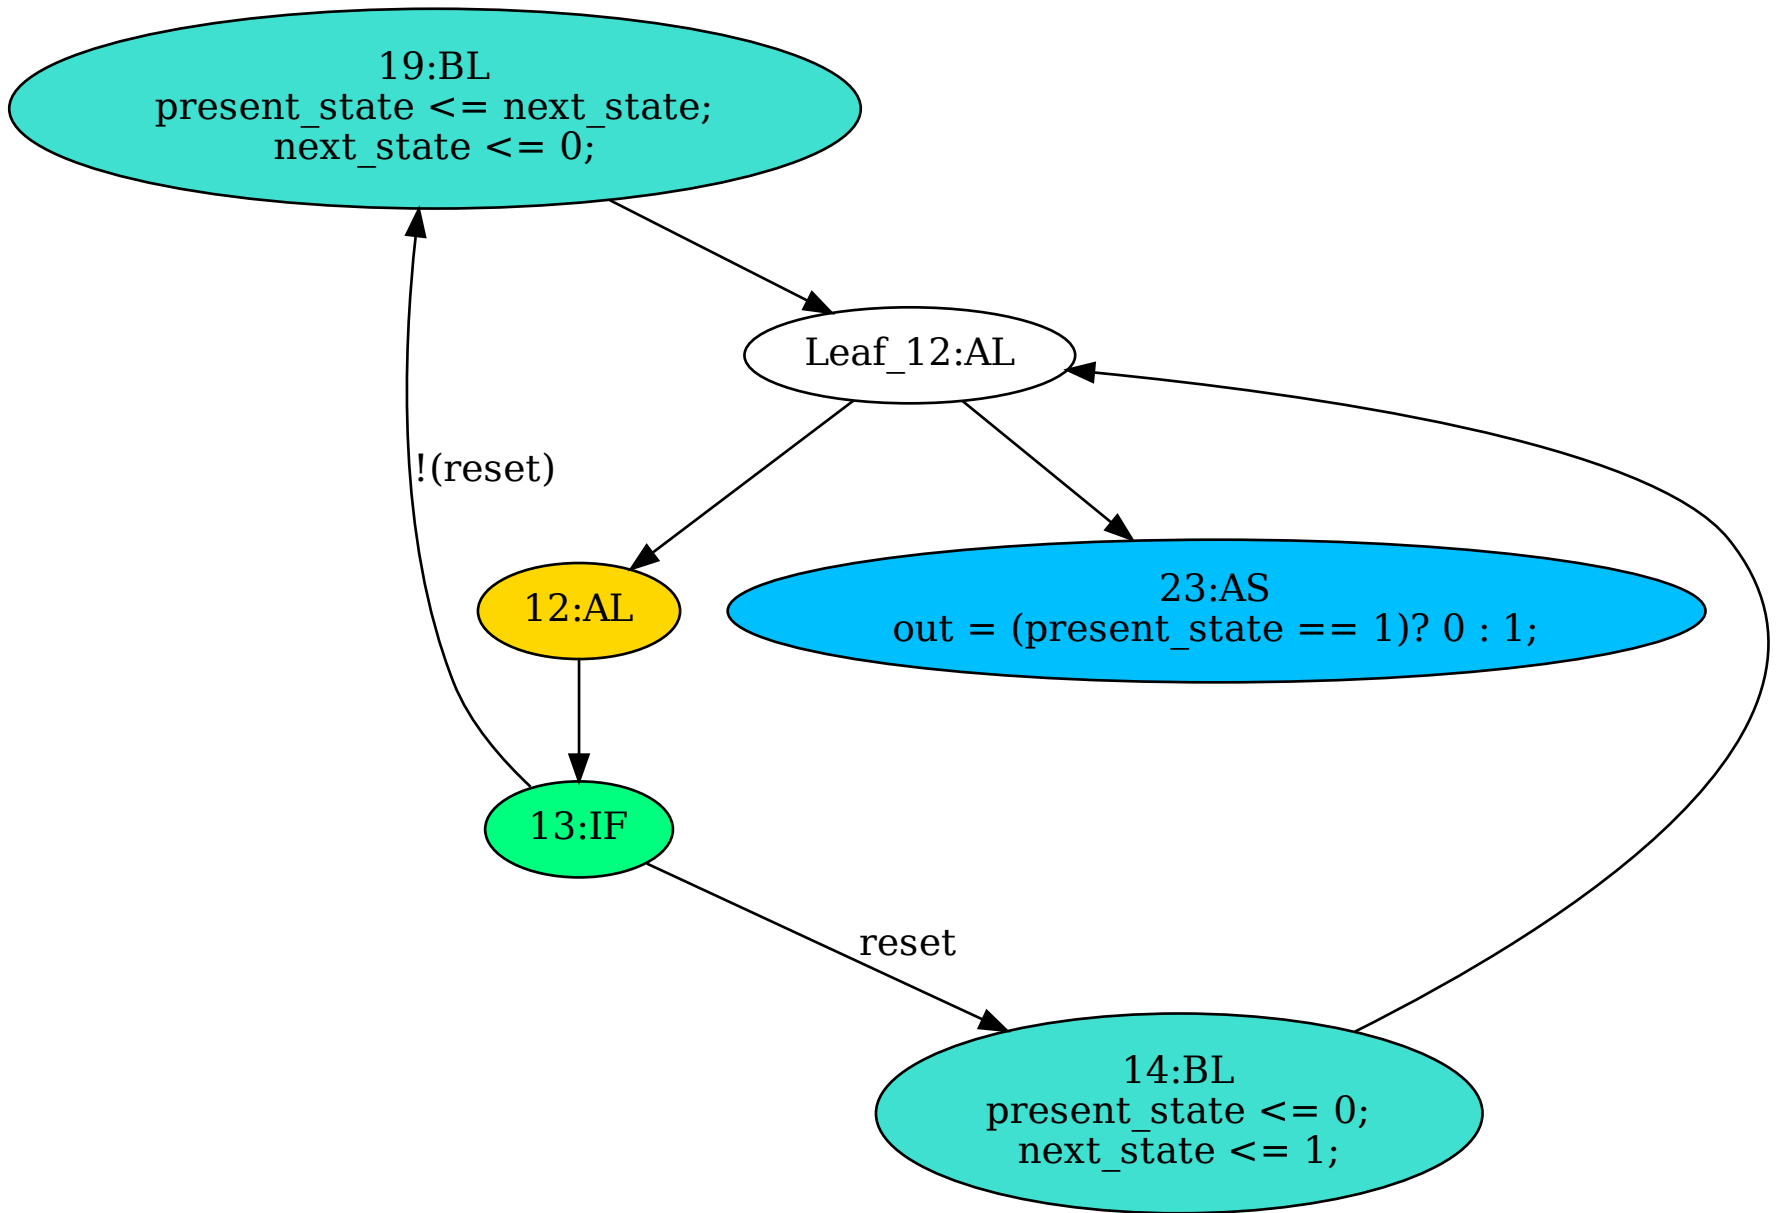 19:BL
present_state <= next_state;
next_state <= 0;
Leaf_12:AL
!(reset)
12:AL
23:AS
out = (present_state == 1)? 0 : 1;
13:IF
reset
14:BL
present_state <= 0;
next_state <= 1;